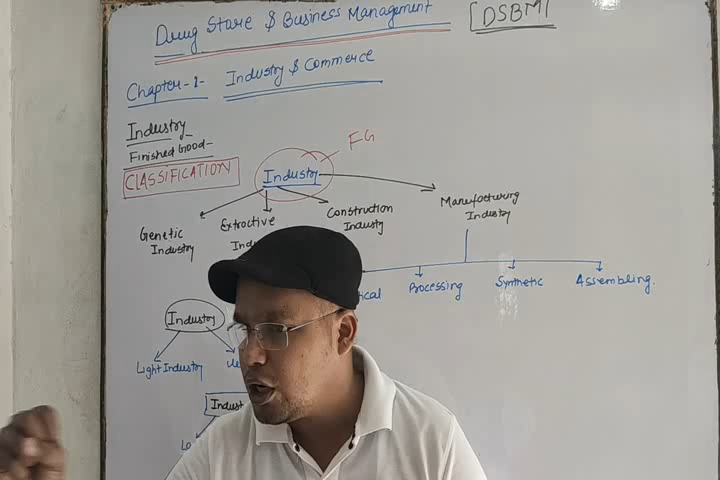 Drug Store & Business Management [DSBM]
Chapter-1- Industry & Commerce
Industry
Finished Good-
CLASSIFICATION
FG
Industry
Genetic Industry
Extractive
Construction Industry
Manufacturing Industry
Processing
Synthetic
Assembling.
Industry
Light Industry